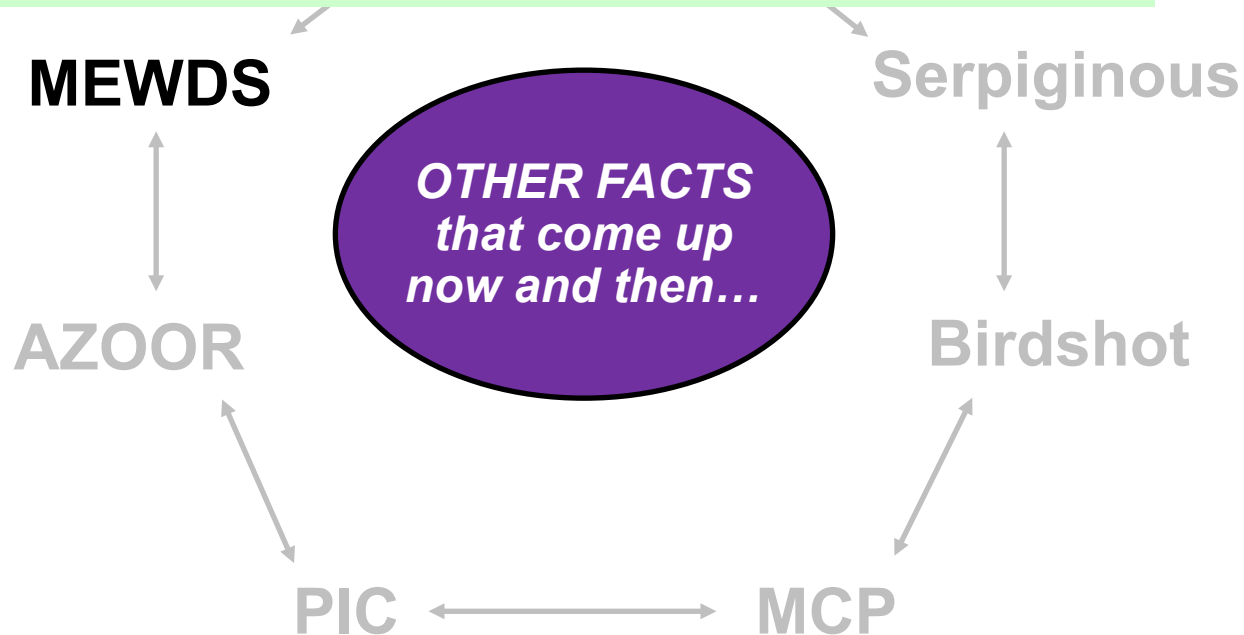 MEWDS
Serpiginous
OTHER FACTS
that come up
now and then…
AZOOR
Birdshot
PIC
MCP